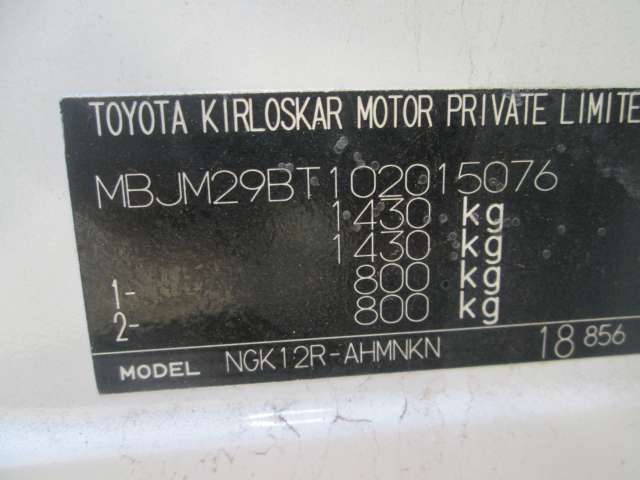 TOYOTA KIRLOSKAR MOTOR PRIVATE LIMITE
MBJM29BT102015076
1430 kg
1430 kg
1- 800 kg
2- 800 kg
MODEL NGK12R-AHMNKN 18 856